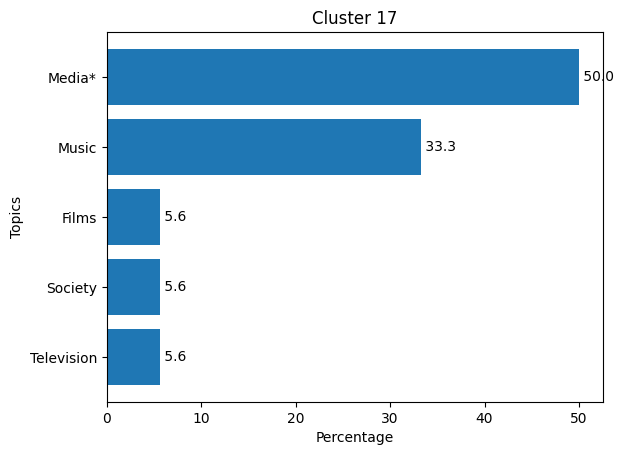 Cluster 17
Topics
Media*
50.0
Music
33.3
Films
5.6
Society
5.6
Television
5.6
0 10 20 30 40 50
Percentage